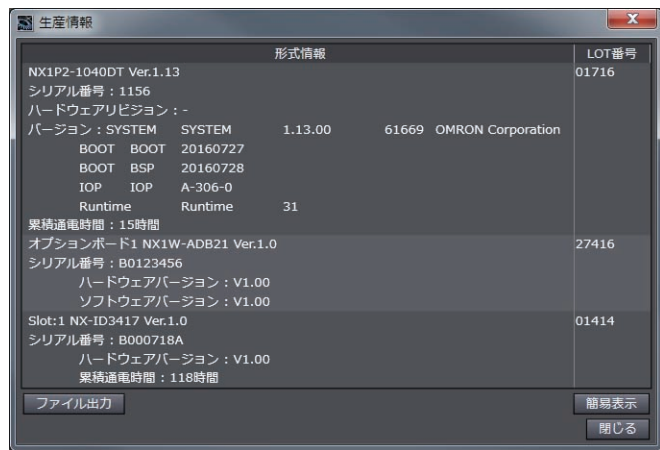 生産情報
形式情報 LOT番号
NX1P2-1040DT Ver.1.13 01716
シリアル番号：1156
ハードウェアリビジョン：-
バージョン：SYSTEM SYSTEM 1.13.00 61669 OMRON Corporation
BOOT BOOT 20160727
BOOT BSP 20160728
IOP IOP A-306-0
Runtime Runtime 31
累積通電時間：15時間
オプションボード1 NX1W-ADB21 Ver.1.0 27416
シリアル番号：B0123456
ハードウェアバージョン：V1.00
ソフトウェアバージョン：V1.00
Slot:1 NX-ID3417 Ver.1.0 01414
シリアル番号：B000718A
ハードウェアバージョン：V1.00
累積通電時間：118時間
ファイル出力 簡易表示
閉じる